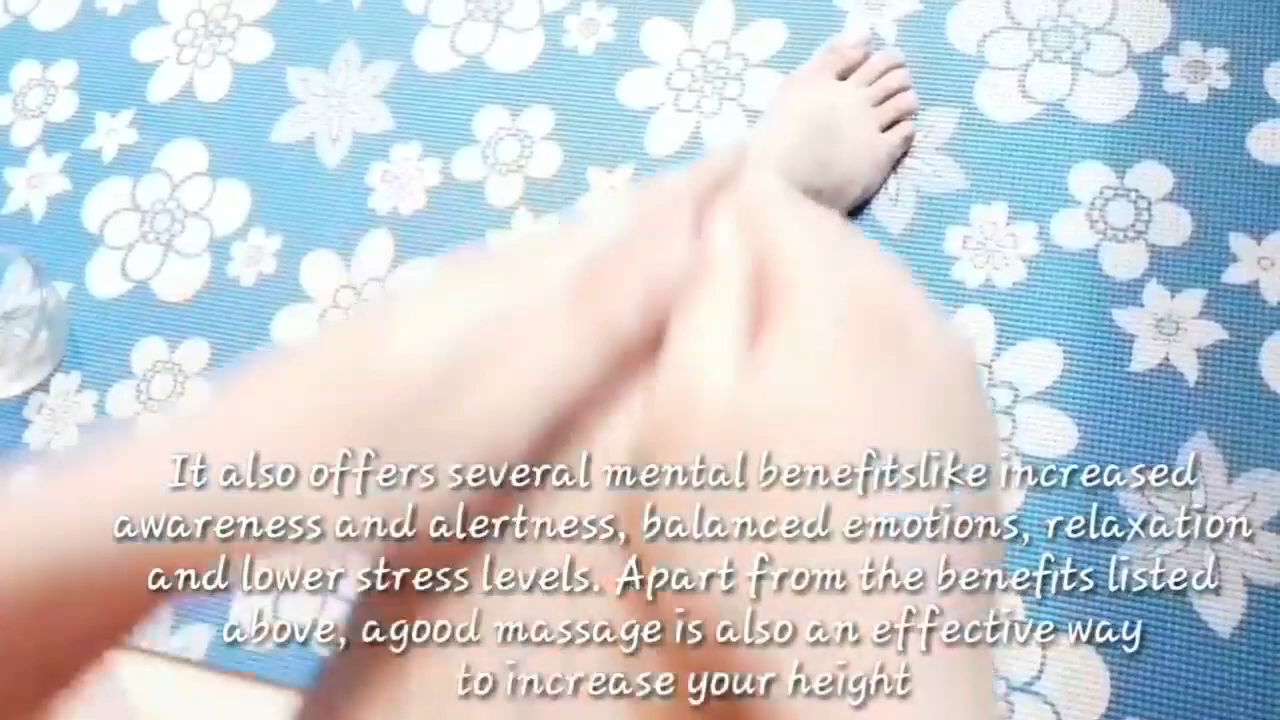 It also offers several mental benefitslike increased
awareness and alertness, balanced emotions, relaxation
and lower stress levels. Apart from the benefits listed
above, agood massage is also an effective way
to increase your height